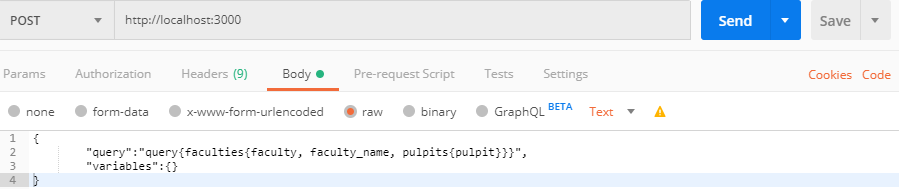 POST http://localhost:3000 Send Save
Params Authorization Headers (9) Body Pre-request Script Tests Settings Cookies Code
none form-data x-www-form-urlencoded raw binary GraphQL BETA Text
1 {
2 "query":"query{faculties{faculty, faculty_name, pulpits{pulpit}}}",
3 "variables":{}
4 }